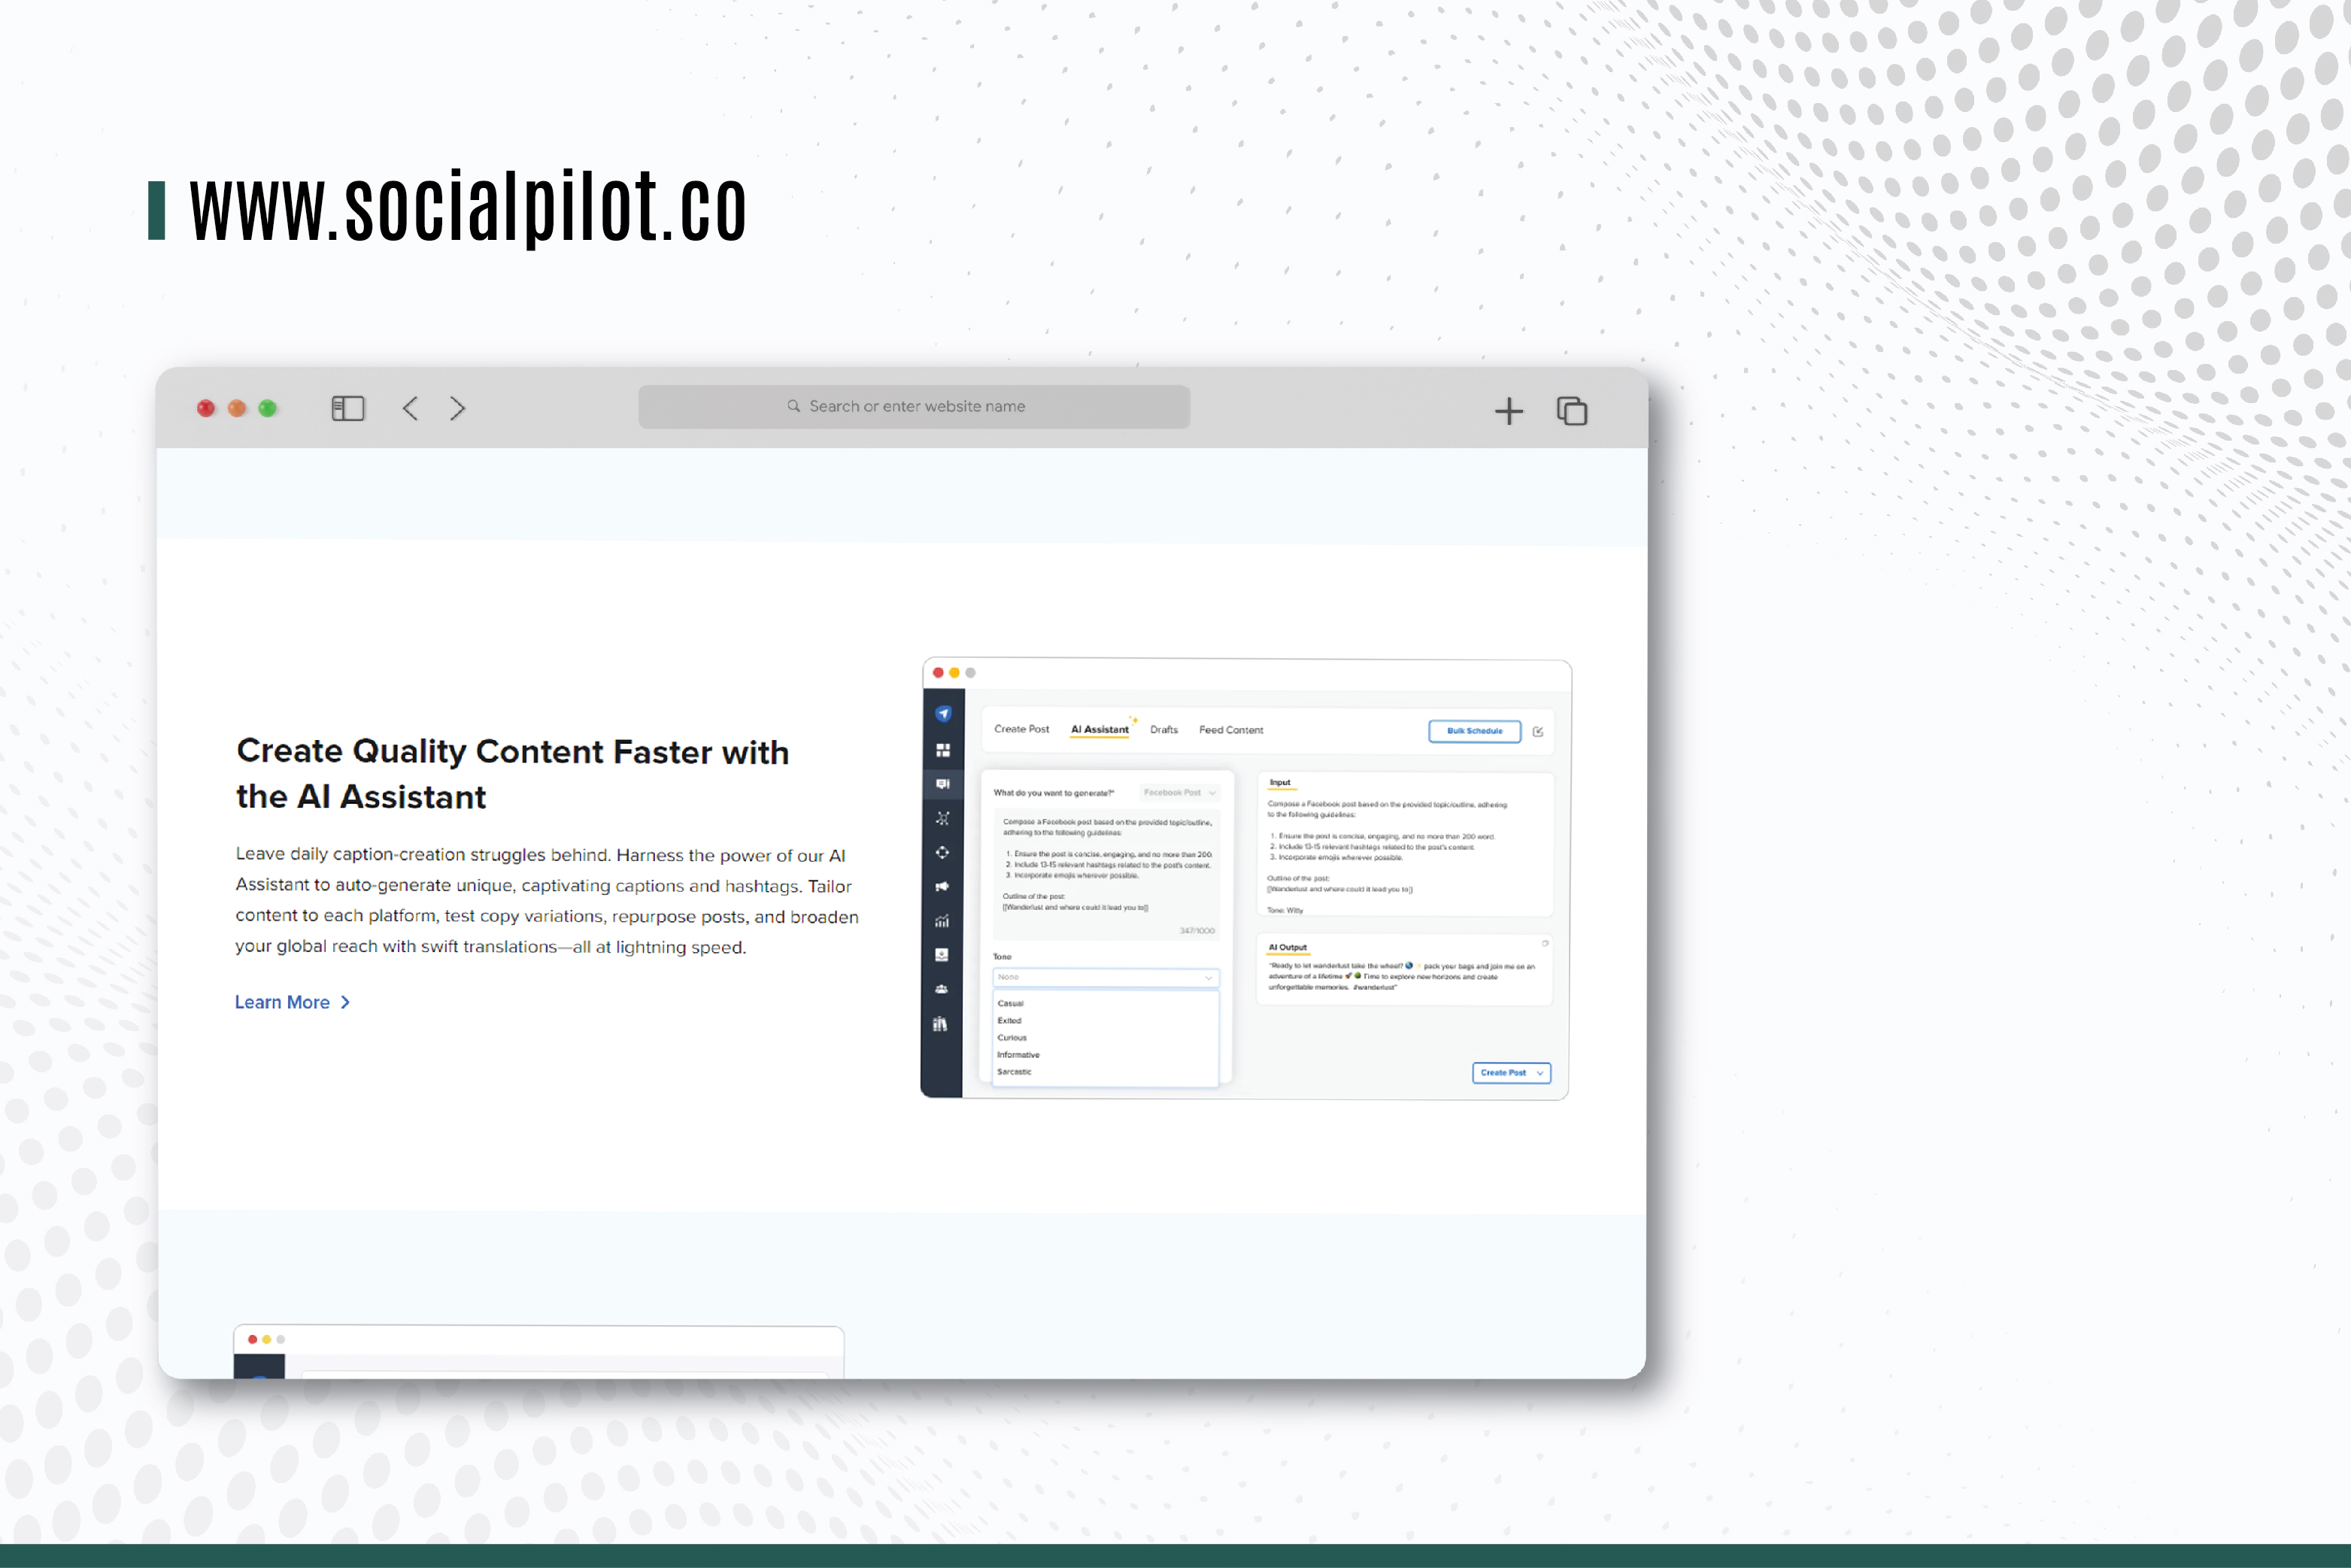 www.socialpilot.co
Search or enter website name
Create Quality Content Faster with
the AI Assistant
Leave daily caption-creation struggles behind. Harness the power of our AI
Assistant to auto-generate unique, captivating captions and hashtags. Tailor
content to each platform, test copy variations, repurpose posts, and broaden
your global reach with swift translations—all at lightning speed.
Learn More
Create Post AI Assistant Drafts Feed Content Bulk Schedule
What do you want to generate?* Facebook Post
Compose a Facebook post based on the provided topic/outline,
adhering to the following guidelines:
1. Ensure the post is concise, engaging, and no more than 200
2. Include 13-15 relevant hashtags related to the post's content.
3. Incorporate emojis wherever possible.
Outline of the post:
[[Wanderlust and where could it lead you to]]
347/1000
Tone
None
Casual
Exited
Curious
Informative
Sarcastic
Input
Compose a Facebook post based on the provided topic/outline, adhering
to the following guidelines:
1. Ensure the post is concise, engaging, and no more than 200 word.
2. Include 13-15 relevant hashtags related to the post's content.
3. Incorporate emojis wherever possible.
Outline of the post:
[[Wanderlust and where could it lead you to]]
Tone: Witty
AI Output
"Ready to let wanderlust take the wheel? 🌎 ✨ pack your bags and join me on an
adventure of a lifetime 🚀 🌍 Time to explore new horizons and create
unforgettable memories. #wanderlust"
Create Post